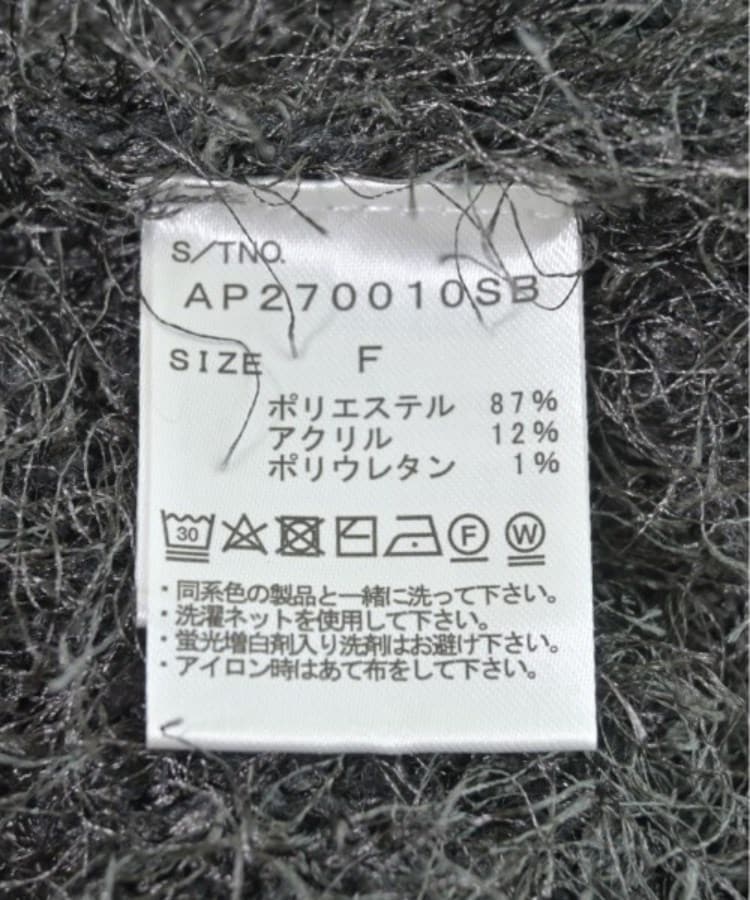 S/TNO.
AP270010SB
SIZE F
ポリエステル 87%
アクリル 12%
ポリウレタン 1%
30 F W
・同系色の製品と一緒に洗って下さい。
・洗濯ネットを使用して下さい。
・蛍光増白剤入り洗剤はお避け下さい。
・アイロン時はあて布をして下さい。